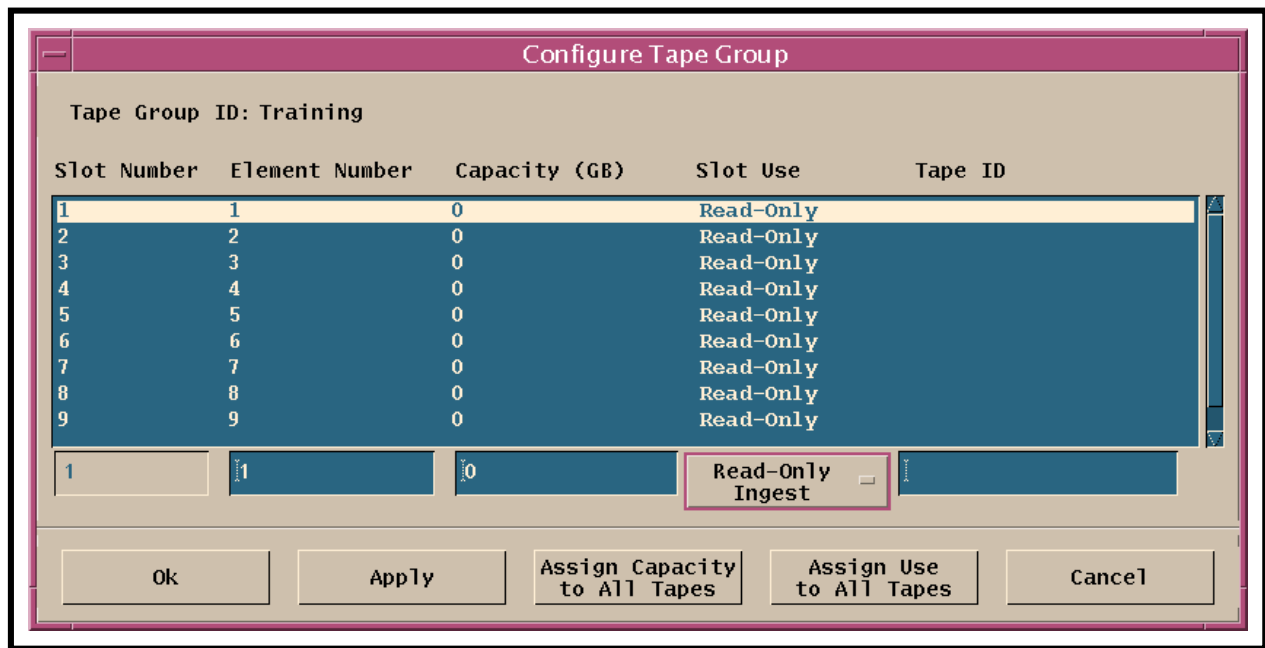 Configure Tape Group
Tape Group ID: Training
Slot Number Element Number Capacity (GB) Slot Use Tape ID
1 1 0 Read-Only
2 2 0 Read-Only
3 3 0 Read-Only
4 4 0 Read-Only
5 5 0 Read-Only
6 6 0 Read-Only
7 7 0 Read-Only
8 8 0 Read-Only
9 9 0 Read-Only
1 1 0 Read-Only
Ingest
Ok Apply Assign Capacity Assign Use Cancel
to All Tapes to All Tapes